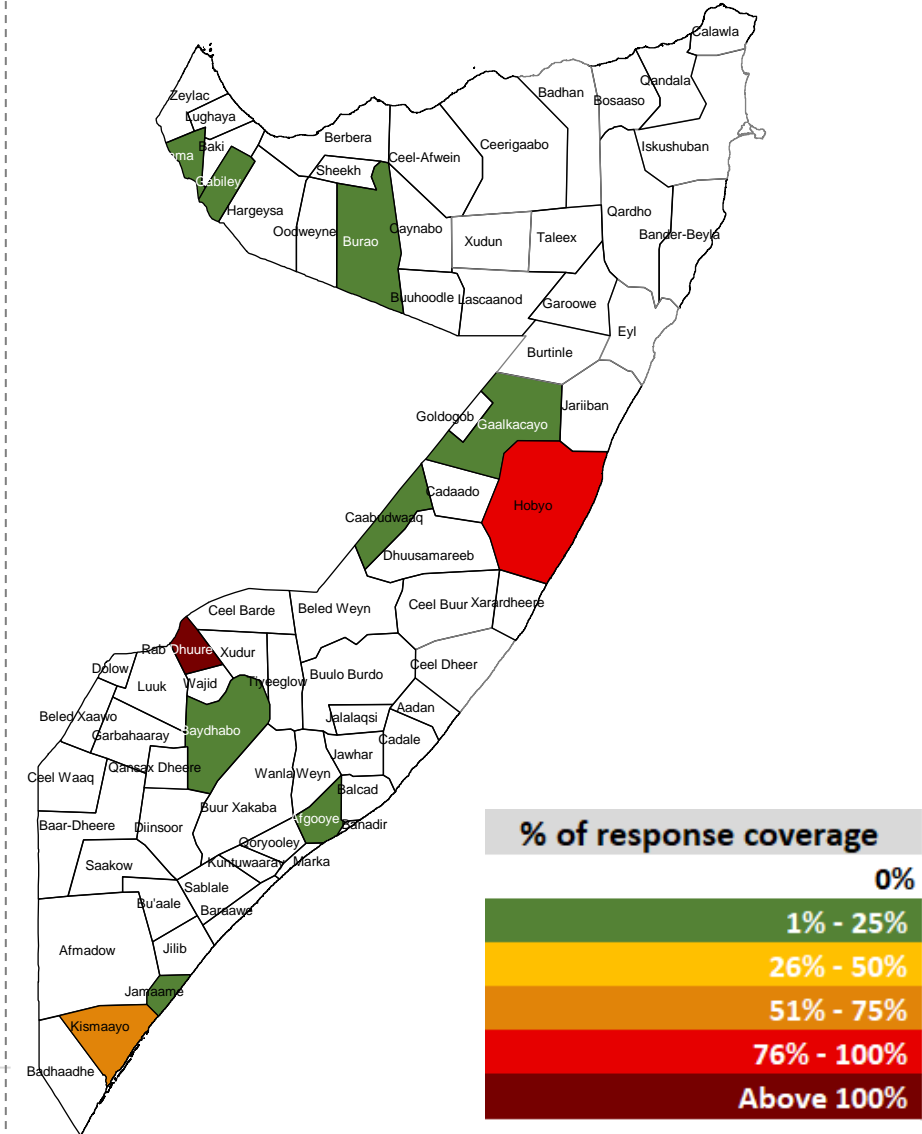 Calawla
Qandala
Badhan
Bosaaso
Zeylac
Lughaya
Berbera
Ceerigaabo
Iskushuban
Baki
ama
Ceel-Afwein
Sheekh
Gabiley
Hargeysa
Qardho
Oodweyne
Caynabo
Burao
Xudun
Taleex
Bander-Beyla
Buuhoodle
Lascaanod
Garoowe
Eyl
Burtinle
Goldogob
Jariiban
Gaalkacayo
Cadaado
Hobyo
Caabudwaaq
Dhuusamareeb
Ceel Barde
Beled Weyn
Ceel Buur
Xarardheere
Rab Dhuure
Xudur
Dolow
Ceel Dheer
Luuk
Wajid
Tiyeeglow
Buulo Burdo
Aadan
Beled Xaawo
Jalalaqsi
Garbahaaray
Baydhabo
Cadale
Jawhar
Qansax Dheere
Wanla Weyn
Ceel Waaq
Balcad
Buur Xakaba
Baar-Dheere
Diinsoor
Afgooye
Banadir
Qoryooley
Saakow
Kuntuwaaray
Marka
Sablale
Bu'aale
Baraawe
Afmadow
Jilib
Jamaame
Kismaayo
Badhaadhe
% of response coverage
0%
1% - 25%
26% - 50%
51% - 75%
76% - 100%
Above 100%